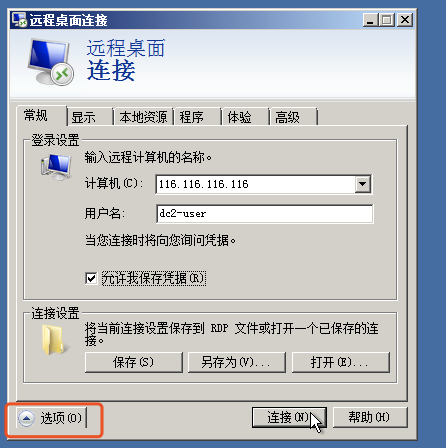 远程桌面连接
远程桌面
连接
常规 显示 本地资源 程序 体验 高级
登录设置
输入远程计算机的名称。
计算机(C): 116.116.116.116
用户名: dc2-user
当您连接时将向您询问凭据。
允许我保存凭据(R)
连接设置
将当前连接设置保存到 RDP 文件或打开一个已保存的连
接。
保存(S) 另存为(V)... 打开(E)...
选项(O) 连接(N) 帮助(H)